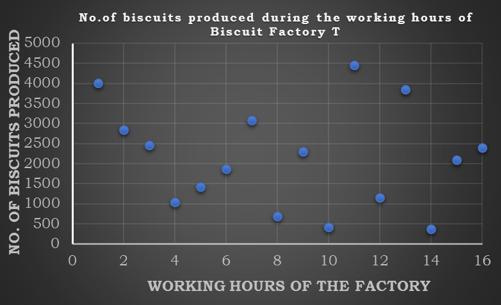 No.of biscuits produced during the working hours of
Biscuit Factory T
NO. OF BISCUITS PRODUCED
5000
4500
4000
3500
3000
2500
2000
1500
1000
500
0
0 2 4 6 8 10 12 14 16
WORKING HOURS OF THE FACTORY